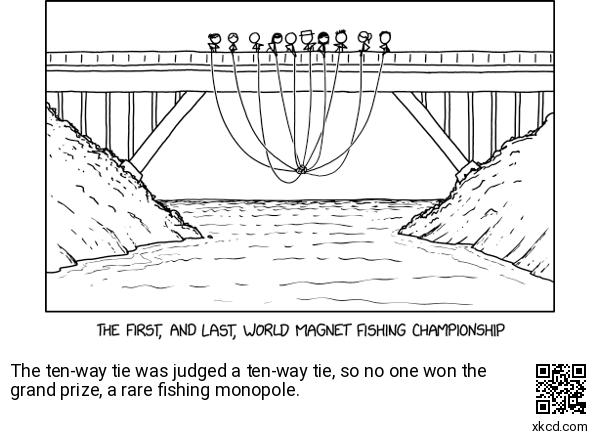 THE FIRST, AND LAST, WORLD MAGNET FISHING CHAMPIONSHIP
The ten-way tie was judged a ten-way tie, so no one won the
grand prize, a rare fishing monopole.
xkcd.com